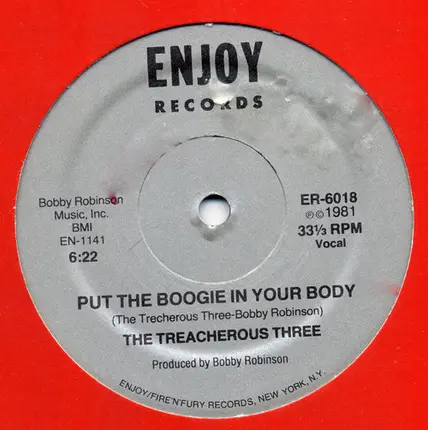 ENJOY
RECORDS
Bobby Robinson
Music, Inc.
BMI
EN-1141
6:22
ER-6018
℗©1981
33⅓ RPM
Vocal
PUT THE BOOGIE IN YOUR BODY
(The Trecherous Three-Bobby Robinson)
THE TREACHEROUS THREE
Produced by Bobby Robinson
ENJOY/FIRE'N'FURY RECORDS, NEW YORK, N.Y.